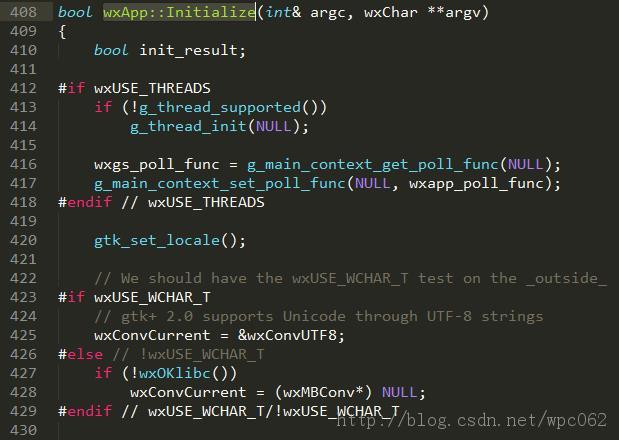 408 bool wxApp::Initialize(int& argc, wxChar **argv)
409 {
410     bool init_result;
411
412 #if wxUSE_THREADS
413     if (!g_thread_supported())
414         g_thread_init(NULL);
415
416     wxgs_poll_func = g_main_context_get_poll_func(NULL);
417     g_main_context_set_poll_func(NULL, wxapp_poll_func);
418 #endif // wxUSE_THREADS
419
420     gtk_set_locale();
421
422     // We should have the wxUSE_WCHAR_T test on the _outside_
423 #if wxUSE_WCHAR_T
424     // gtk+ 2.0 supports Unicode through UTF-8 strings
425     wxConvCurrent = &wxConvUTF8;
426 #else // !wxUSE_WCHAR_T
427     if (!wxOKlibc())
428         wxConvCurrent = (wxMBConv*) NULL;
429 #endif // wxUSE_WCHAR_T/!wxUSE_WCHAR_T
http://blog.csdn.net/wpc062
430